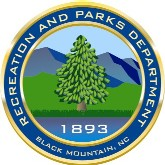 RECREATION AND PARKS DEPARTMENT
1893
BLACK MOUNTAIN, NC